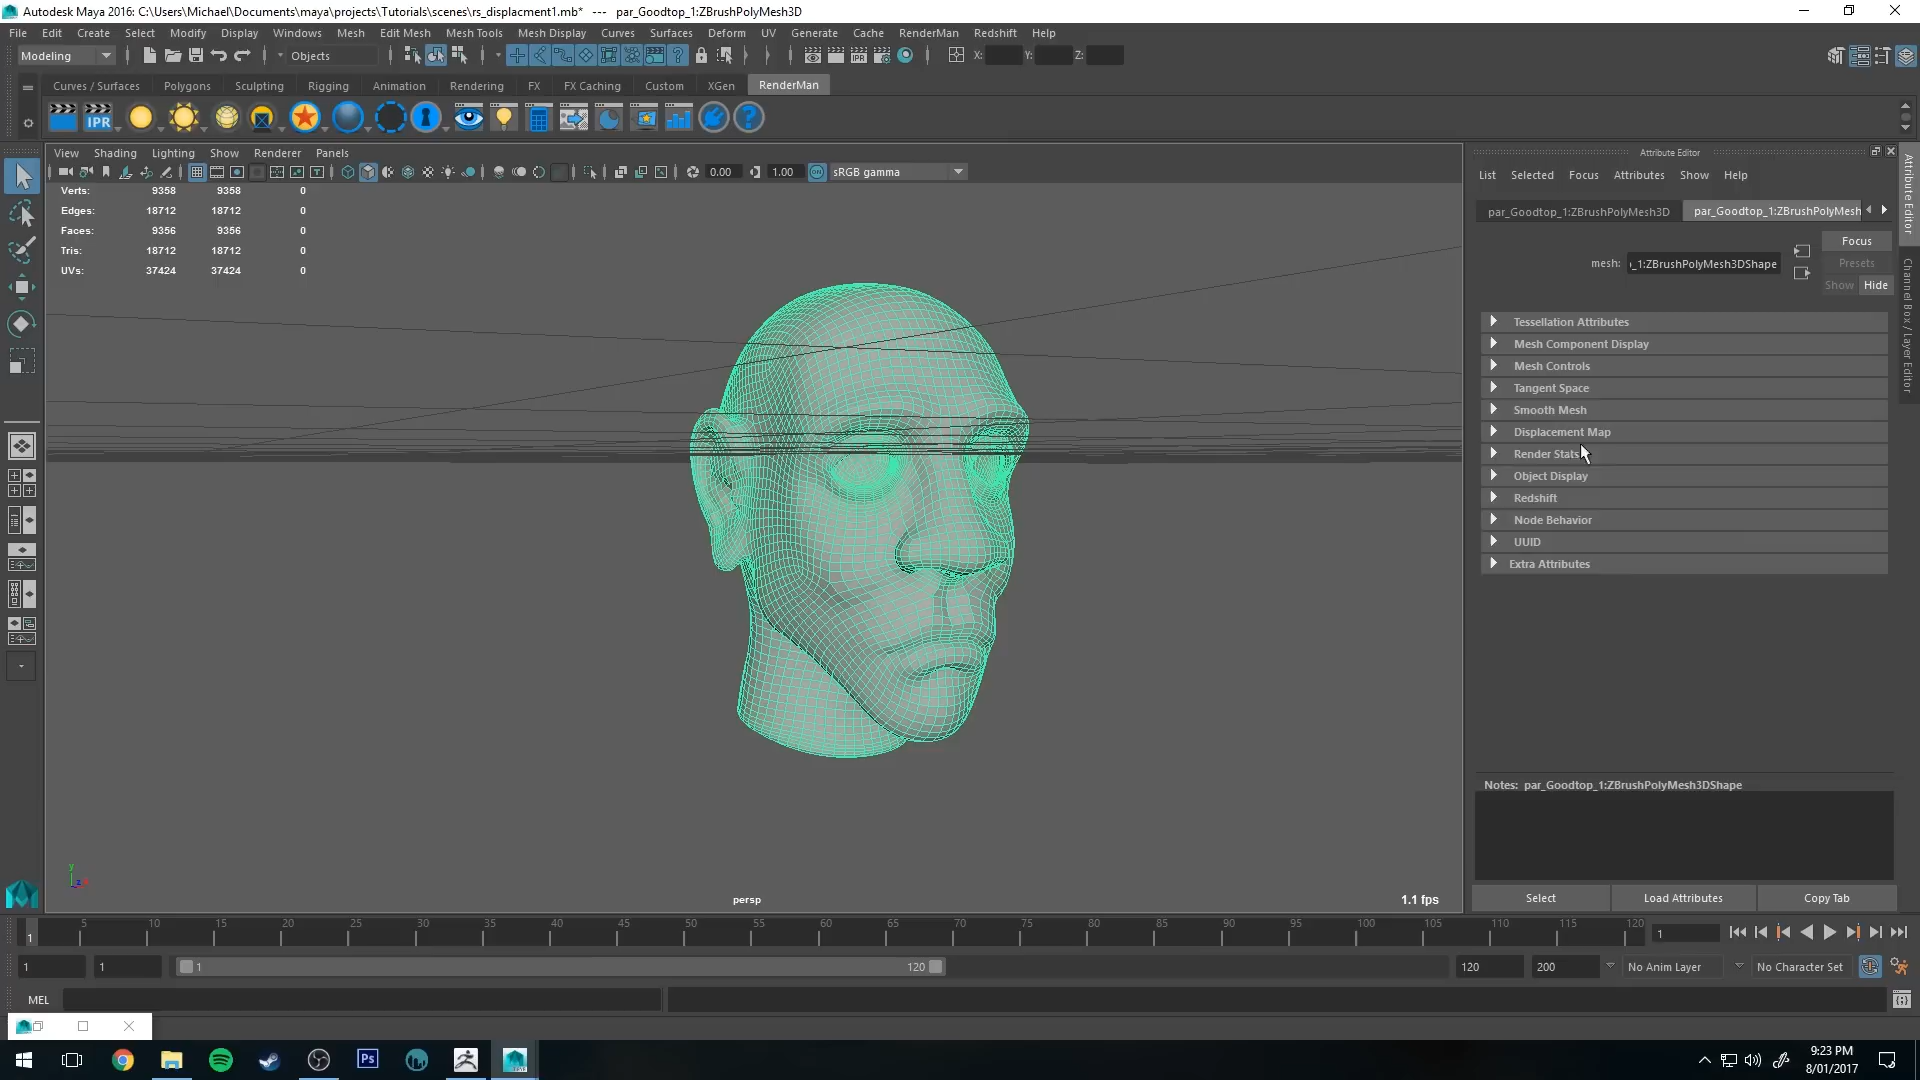 Autodesk Maya 2016: C:\Users\Michael\Documents\maya\projects\Tutorials\scenes\rs_displacment1.mb* --- par_Goodtop_1:ZBrushPolyMesh3D
File Edit Create Select Modify Display Windows Mesh Edit Mesh Mesh Tools Mesh Display Curves Surfaces Deform UV Generate Cache RenderMan Redshift Help
Modeling Objects X: Y: Z:
Curves / Surfaces Polygons Sculpting Rigging Animation Rendering FX FX Caching Custom XGen RenderMan
IPR
View Shading Lighting Show Renderer Panels
0.00 1.00 ON sRGB gamma
Verts: 9358 9358 0
Edges: 18712 18712 0
Faces: 9356 9356 0
Tris: 18712 18712 0
UVs: 37424 37424 0
persp
1.1 fps
Attribute Editor
List Selected Focus Attributes Show Help
par_Goodtop_1:ZBrushPolyMesh3D par_Goodtop_1:ZBrushPolyMesh
Focus
mesh: _1:ZBrushPolyMesh3DShape
Presets
Show Hide
Tessellation Attributes
Mesh Component Display
Mesh Controls
Tangent Space
Smooth Mesh
Displacement Map
Render Stats
Object Display
Redshift
Node Behavior
UUID
Extra Attributes
Notes: par_Goodtop_1:ZBrushPolyMesh3DShape
Select Load Attributes Copy Tab
Attribute Editor
Channel Box / Layer Editor
1 5 10 15 20 25 30 35 40 45 50 55 60 65 70 75 80 85 90 95 100 105 110 115 120 1
1 1 1 120 120 200 No Anim Layer No Character Set
MEL
Ps
9:23 PM
8/01/2017